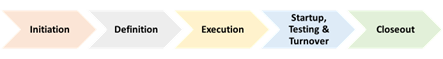 Initiation
Definition
Execution
Startup,
Testing &
Turnover
Closeout